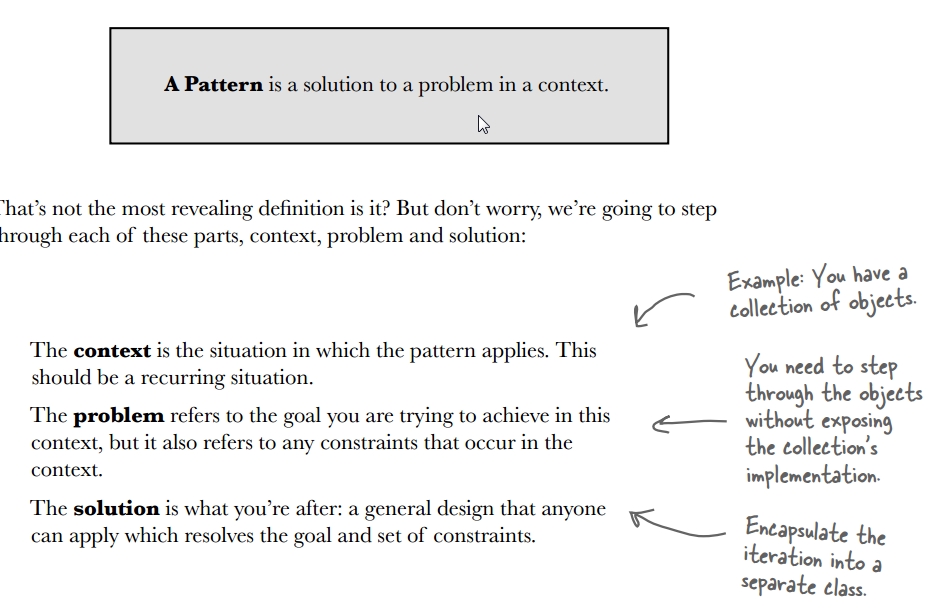 A Pattern is a solution to a problem in a context.
That's not the most revealing definition is it? But don't worry, we're going to step
through each of these parts, context, problem and solution:
Example: You have a
collection of objects.
The context is the situation in which the pattern applies. This
should be a recurring situation.
You need to step
through the objects
without exposing
the collection's
implementation.
The problem refers to the goal you are trying to achieve in this
context, but it also refers to any constraints that occur in the
context.
The solution is what you're after: a general design that anyone
can apply which resolves the goal and set of constraints.
Encapsulate the
iteration into a
separate class.